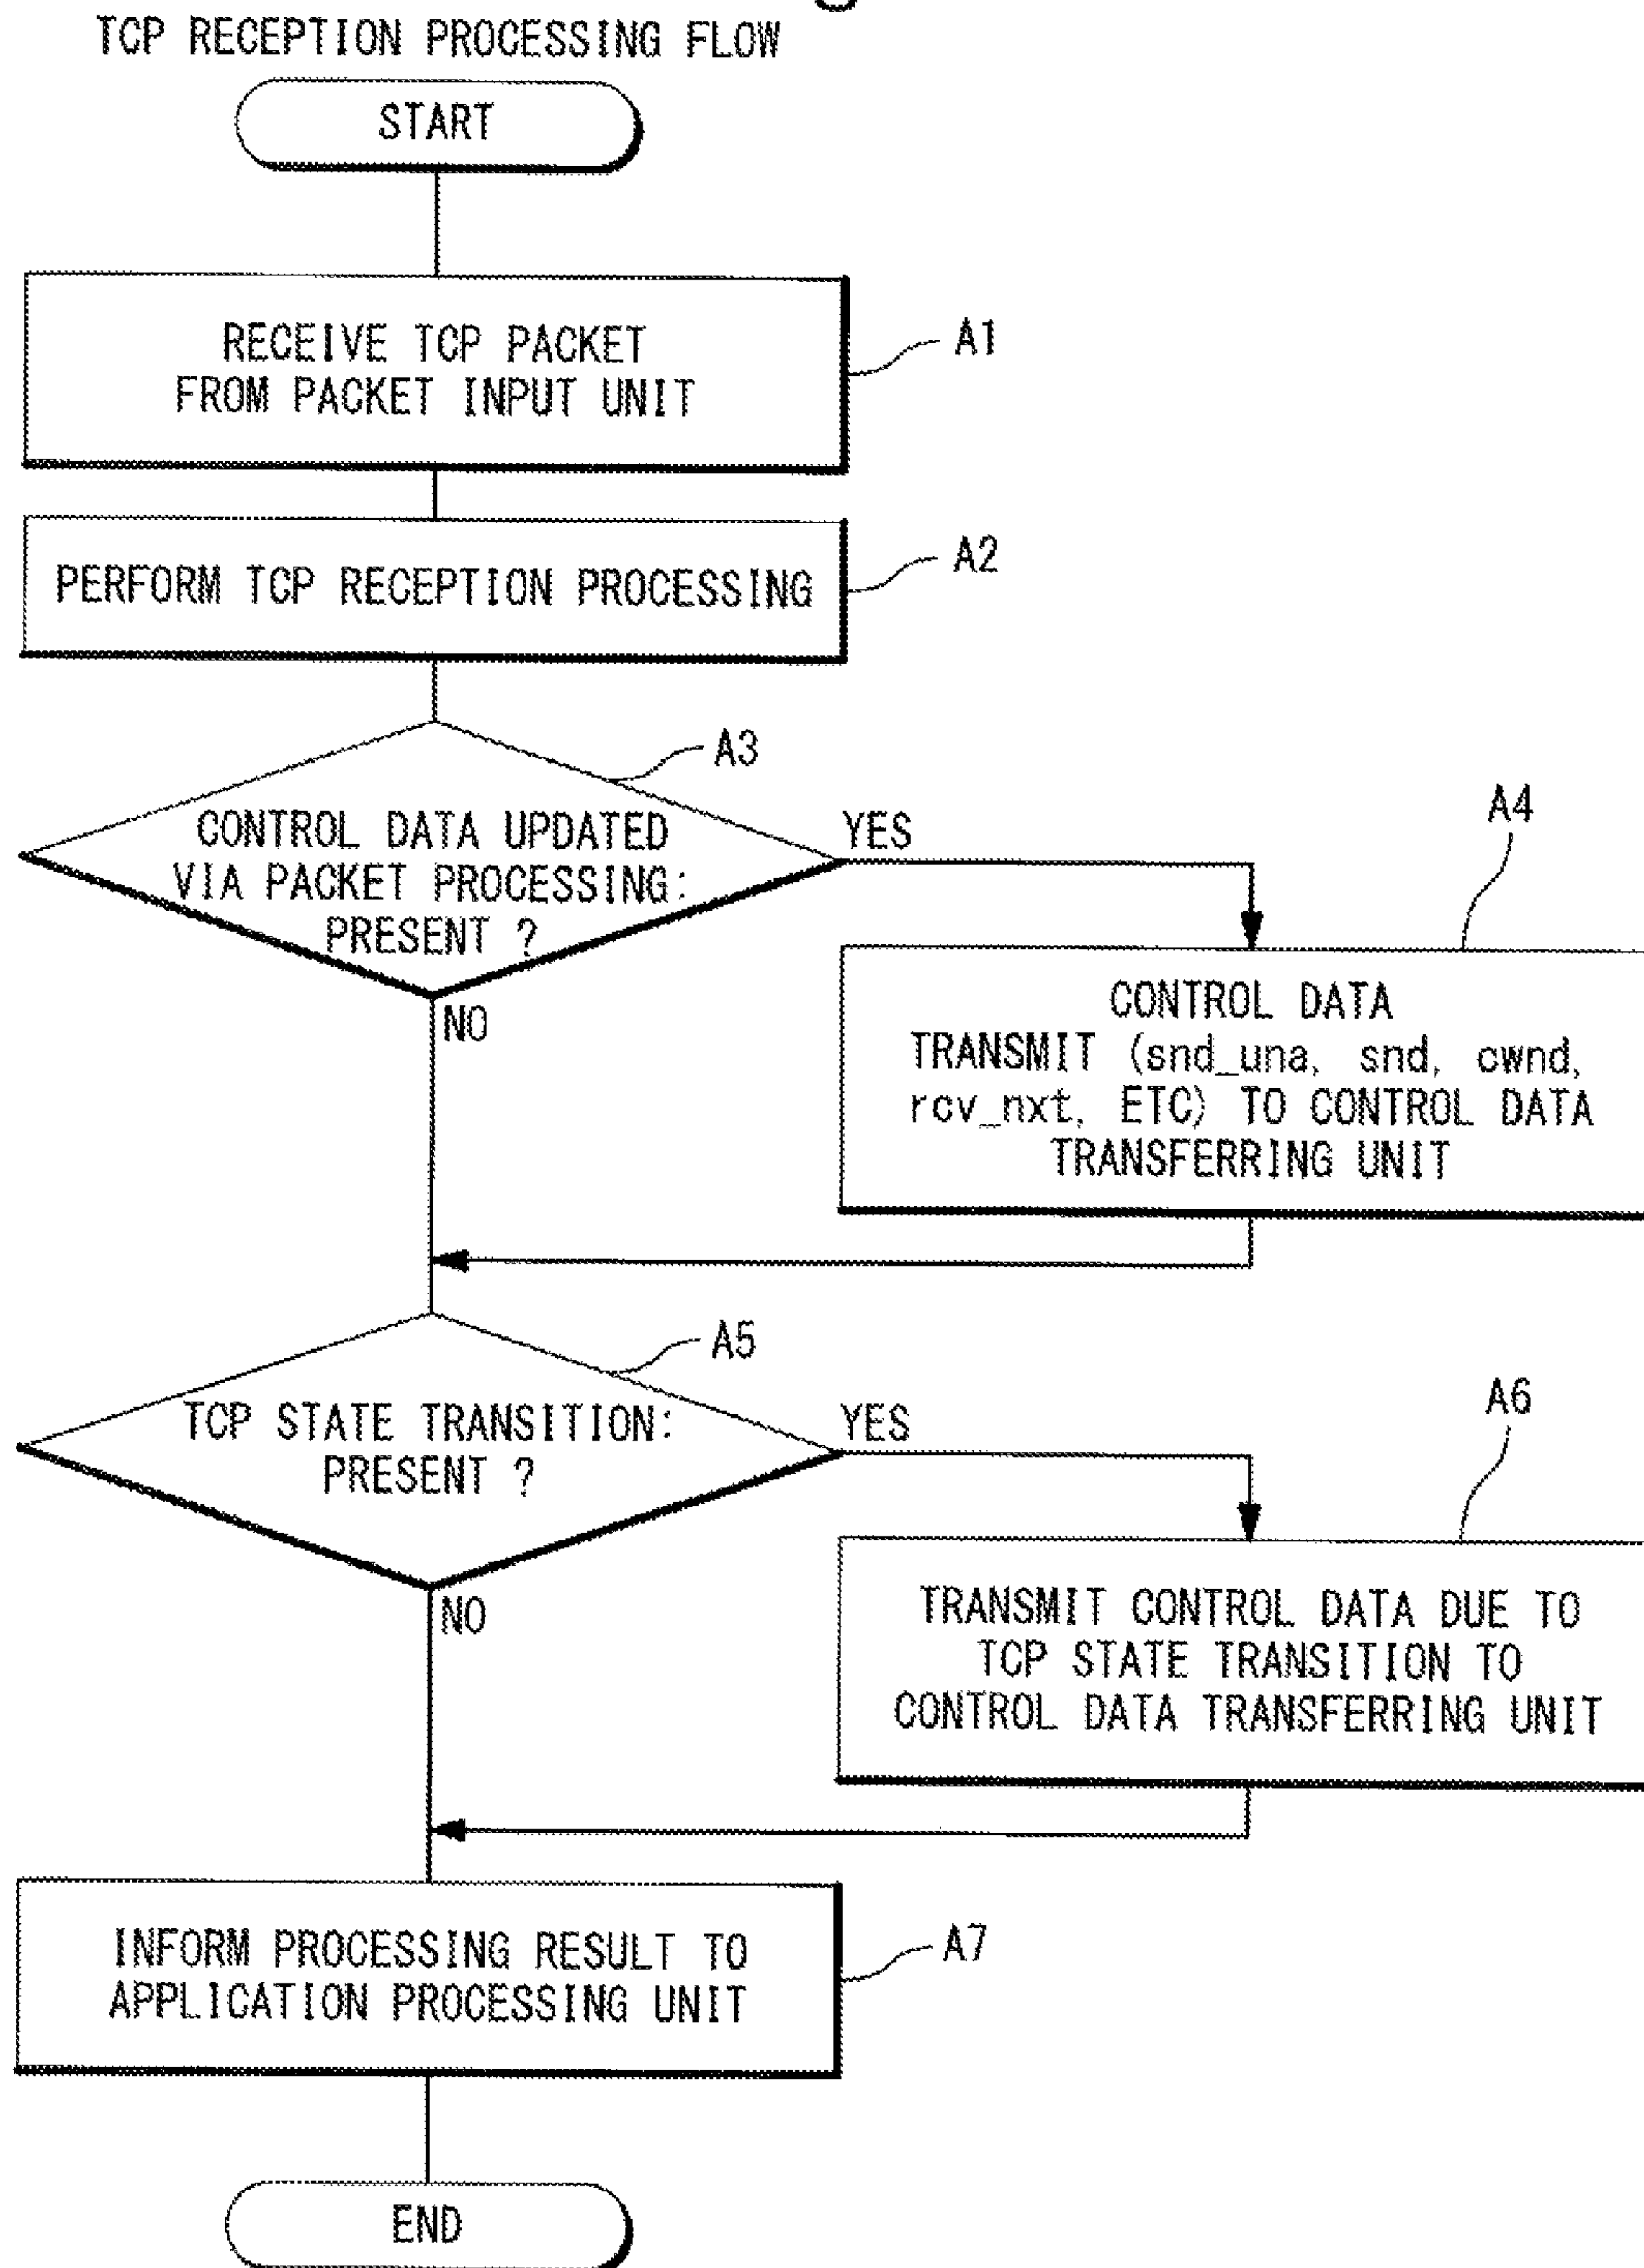 TCP RECEPTION PROCESSING FLOW
START
RECEIVE TCP PACKET
FROM PACKET INPUT UNIT
A1
PERFORM TCP RECEPTION PROCESSING
A2
A3
CONTROL DATA UPDATED
VIA PACKET PROCESSING:
PRESENT ?
YES
NO
A4
CONTROL DATA
TRANSMIT (snd_una, snd, cwnd,
rcv_nxt, ETC) TO CONTROL DATA
TRANSFERRING UNIT
A5
TCP STATE TRANSITION:
PRESENT ?
YES
NO
A6
TRANSMIT CONTROL DATA DUE TO
TCP STATE TRANSITION TO
CONTROL DATA TRANSFERRING UNIT
INFORM PROCESSING RESULT TO
APPLICATION PROCESSING UNIT
A7
END